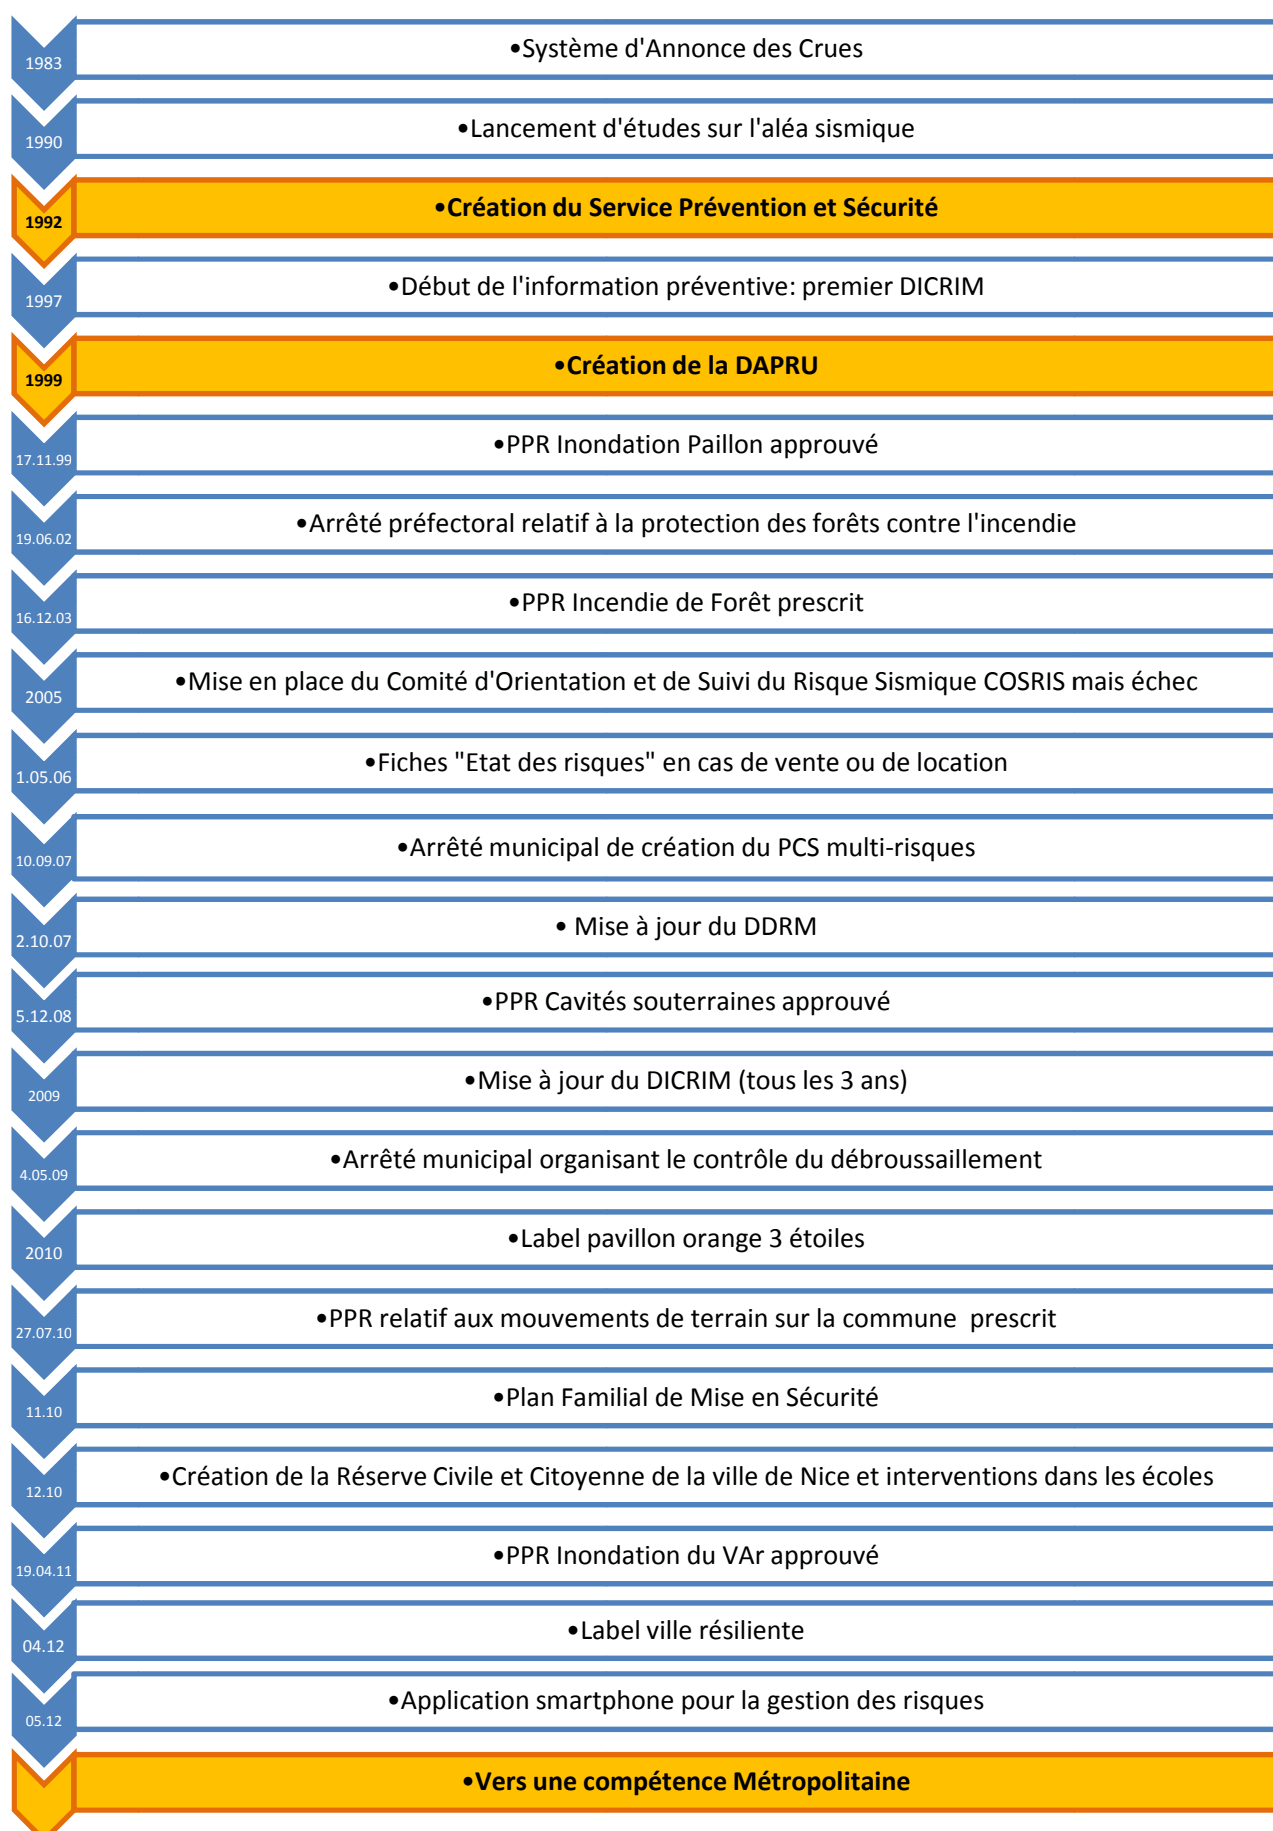 1983
•Système d'Annonce des Crues
1990
•Lancement d'études sur l'aléa sismique
1992
•Création du Service Prévention et Sécurité
1997
•Début de l'information préventive: premier DICRIM
1999
•Création de la DAPRU
17.11.99
•PPR Inondation Paillon approuvé
19.06.02
•Arrêté préfectoral relatif à la protection des forêts contre l'incendie
16.12.03
•PPR Incendie de Forêt prescrit
2005
•Mise en place du Comité d'Orientation et de Suivi du Risque Sismique COSRIS mais échec
1.05.06
•Fiches "Etat des risques" en cas de vente ou de location
10.09.07
•Arrêté municipal de création du PCS multi-risques
2.10.07
• Mise à jour du DDRM
5.12.08
•PPR Cavités souterraines approuvé
2009
•Mise à jour du DICRIM (tous les 3 ans)
4.05.09
•Arrêté municipal organisant le contrôle du débroussaillement
2010
•Label pavillon orange 3 étoiles
27.07.10
•PPR relatif aux mouvements de terrain sur la commune  prescrit
11.10
•Plan Familial de Mise en Sécurité
12.10
•Création de la Réserve Civile et Citoyenne de la ville de Nice et interventions dans les écoles
19.04.11
•PPR Inondation du VAr approuvé
04.12
•Label ville résiliente
05.12
•Application smartphone pour la gestion des risques
•Vers une compétence Métropolitaine